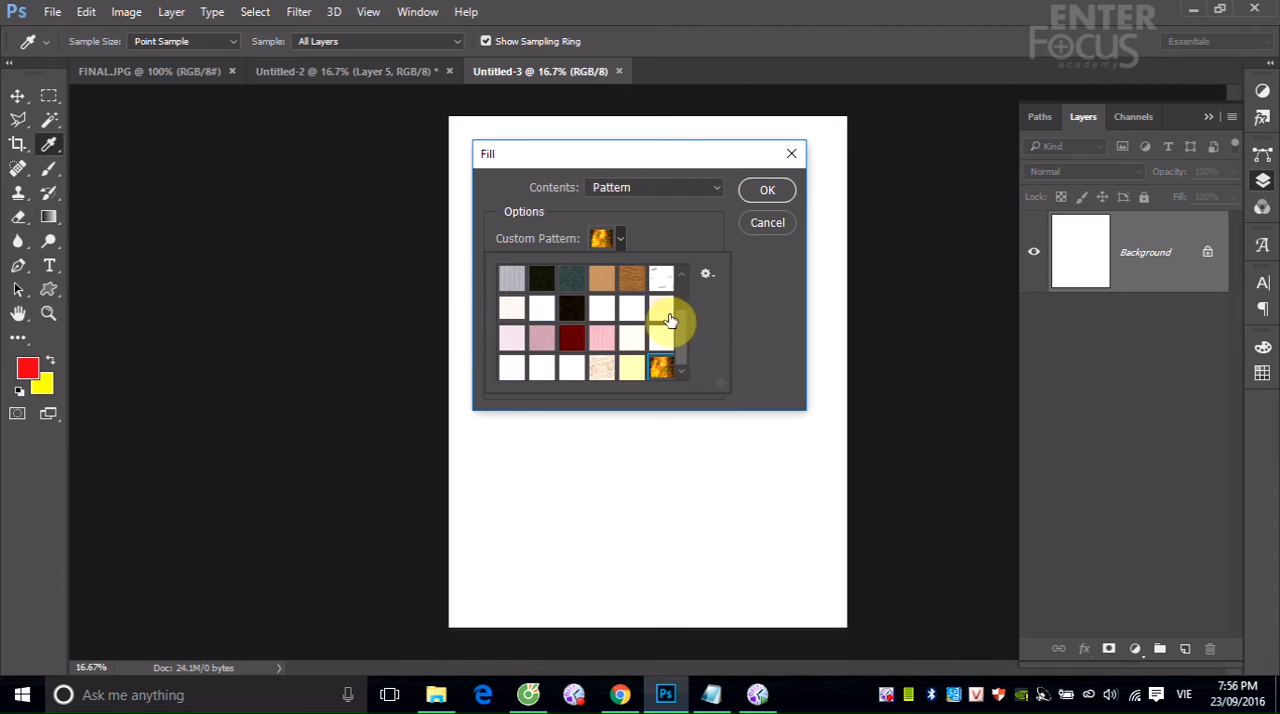 Ps File Edit Image Layer Type Select Filter 3D View Window Help
ENTER
FOCUS
academy
Sample Size: Point Sample Sample: All Layers Show Sampling Ring Essentials
FINAL.JPG @ 100% (RGB/8#) × Untitled-2 @ 16.7% (Layer 5, RGB/8) * × Untitled-3 @ 16.7% (RGB/8) ×
Paths Layers Channels
Kind
Normal Opacity: 100%
Lock: Fill: 100%
Background
Fill
Contents: Pattern
OK
Options
Cancel
Custom Pattern:
16.67% Doc: 24.1M/0 bytes
Ask me anything
VIE
7:56 PM
23/09/2016